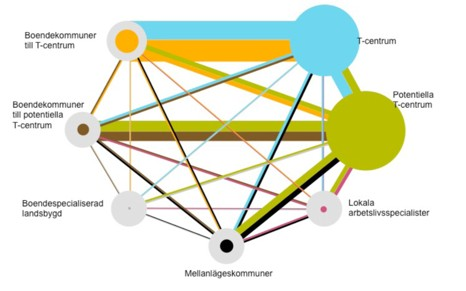 Boendekommuner
till T-centrum
T-centrum
Boendekommuner
till potentiella
T-centrum
Potentiella
T-centrum
Boendespecialiserad
landsbygd
Lokala
arbetslivsspecialister
Mellanlägeskommuner